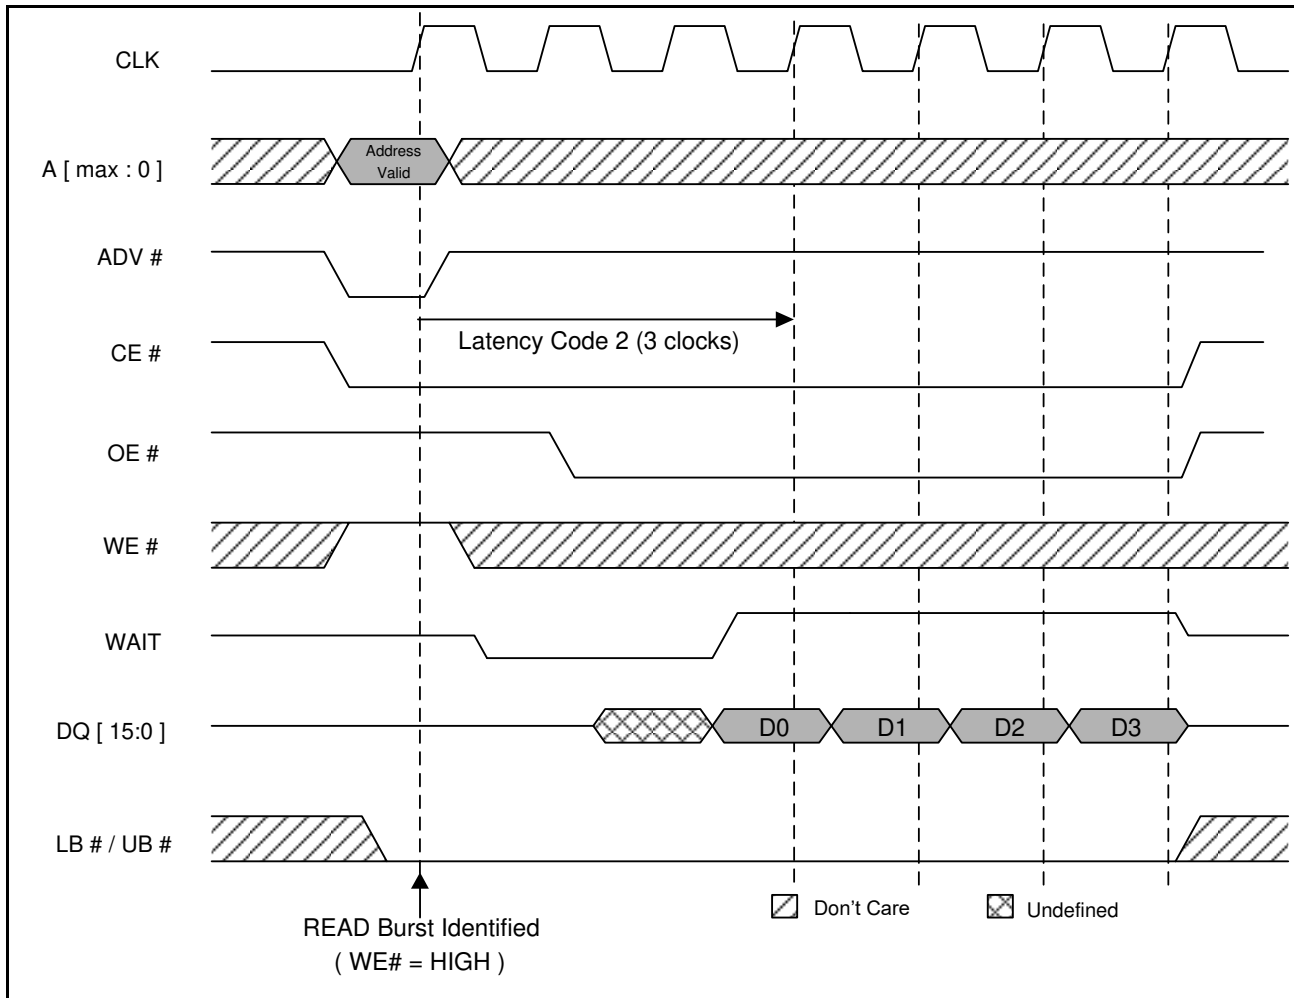 CLK
A [ max : 0 ]
Address
Valid
ADV #
Latency Code 2 (3 clocks)
CE #
OE #
WE #
WAIT
DQ [ 15:0 ]
D0
D1
D2
D3
LB # / UB #
READ Burst Identified
( WE# = HIGH )
Don't Care
Undefined